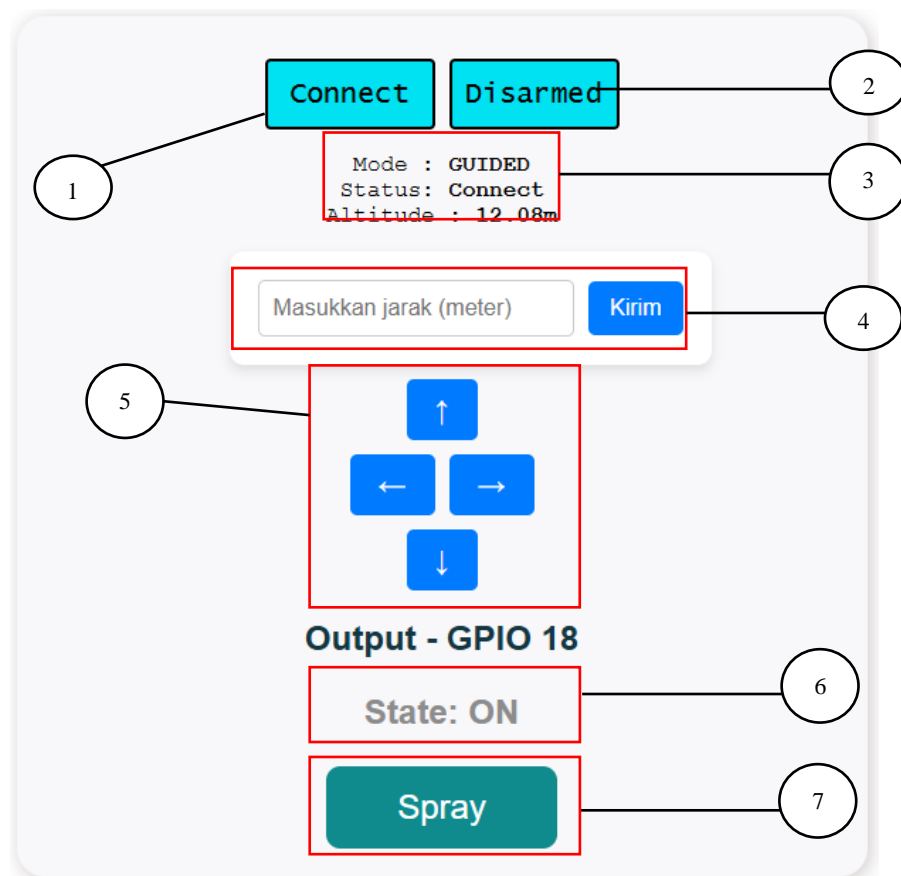 Connect Disarmed
2
1
Mode : GUIDED
3
Status: Connect
Altitude : 12.08m
Masukkan jarak (meter) Kirim
4
5
↑
← →
↓
Output - GPIO 18
State: ON
6
Spray
7